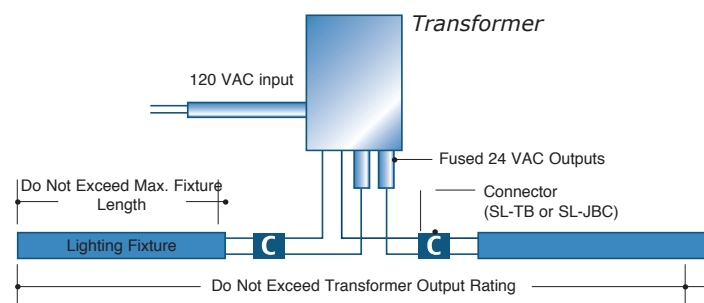 Transformer
120 VAC input
Fused 24 VAC Outputs
Do Not Exceed Max. Fixture
Length
Connector
(SL-TB or SL-JBC)
Lighting Fixture
C
C
Do Not Exceed Transformer Output Rating